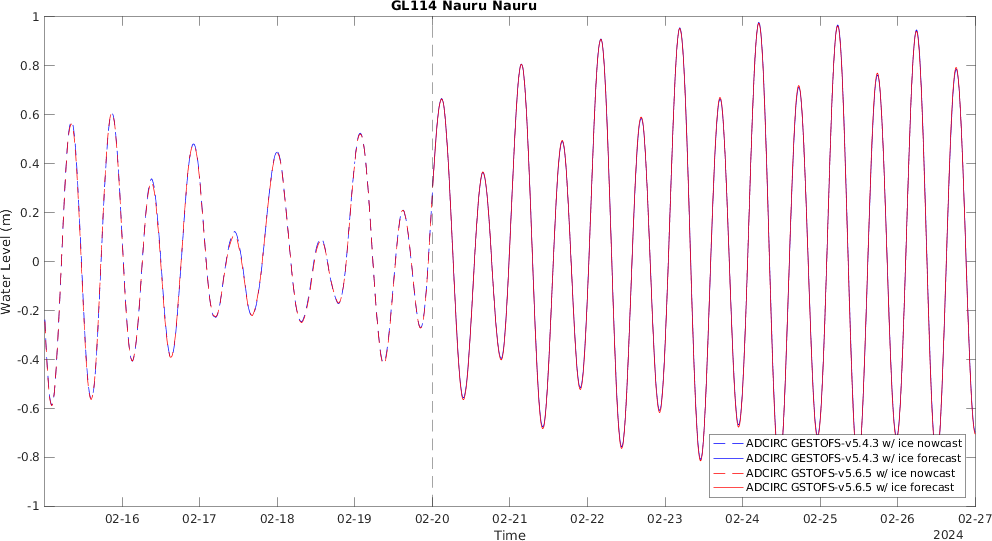 GL114 Nauru Nauru
Water Level (m)
1
0.8
0.6
0.4
0.2
0
-0.2
-0.4
-0.6
-0.8
-1
ADCIRC GESTOFS-v5.4.3 w/ ice nowcast
ADCIRC GESTOFS-v5.4.3 w/ ice forecast
ADCIRC GSTOFS-v5.6.5 w/ ice nowcast
ADCIRC GSTOFS-v5.6.5 w/ ice forecast
02-16 02-17 02-18 02-19 02-20 02-21 02-22 02-23 02-24 02-25 02-26 02-27
Time
2024